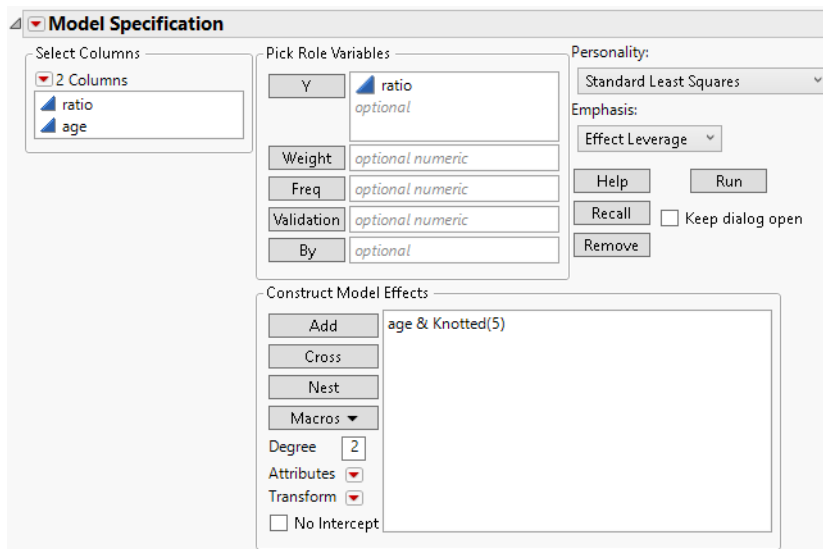 Model Specification
Select Columns
2 Columns
ratio
age
Pick Role Variables
Y
ratio
optional
Weight
optional numeric
Freq
optional numeric
Validation
optional numeric
By
optional
Personality:
Standard Least Squares
Emphasis:
Effect Leverage
Help
Run
Recall
Keep dialog open
Remove
Construct Model Effects
Add
age & Knotted(5)
Cross
Nest
Macros
Degree 2
Attributes
Transform
No Intercept